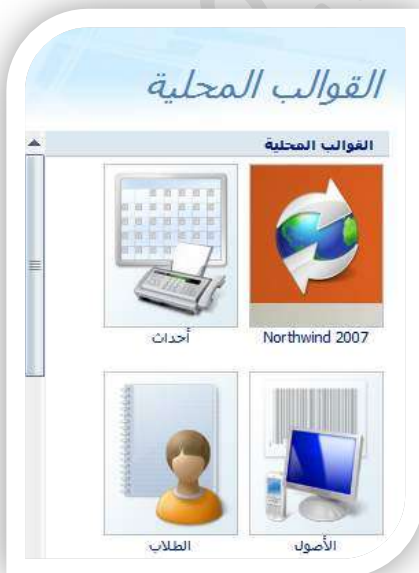 القوالب المحلية
القوالب المحلية
Northwind 2007
أحداث
الأصول
الطلاب